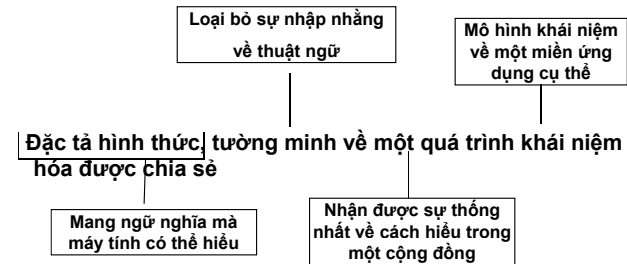 Loại bỏ sự nhập nhằng
về thuật ngữ
Mô hình khái niệm
về một miền ứng
dụng cụ thể
Đặc tả hình thức, tường minh về một quá trình khái niệm
hóa được chia sẻ
Mang ngữ nghĩa mà
máy tính có thể hiểu
Nhận được sự thống
nhất về cách hiểu trong
một cộng đồng